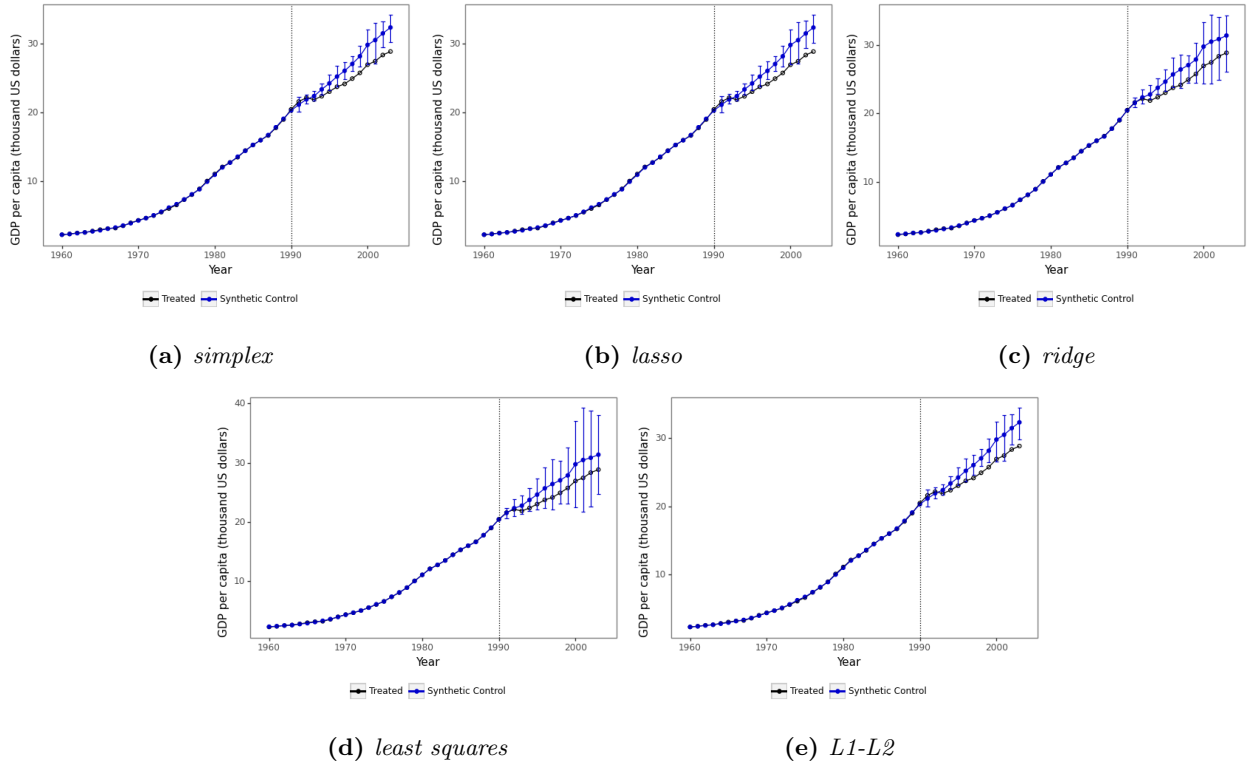 GDP per capita (thousand US dollars)
30
20
10
1960 1970 1980 1990 2000
Year
Treated Synthetic Control
(a) simplex
GDP per capita (thousand US dollars)
30
20
10
1960 1970 1980 1990 2000
Year
Treated Synthetic Control
(b) lasso
GDP per capita (thousand US dollars)
30
20
10
1960 1970 1980 1990 2000
Year
Treated Synthetic Control
(c) ridge
GDP per capita (thousand US dollars)
40
30
20
10
1960 1970 1980 1990 2000
Year
Treated Synthetic Control
(d) least squares
GDP per capita (thousand US dollars)
30
20
10
1960 1970 1980 1990 2000
Year
Treated Synthetic Control
(e) L1-L2